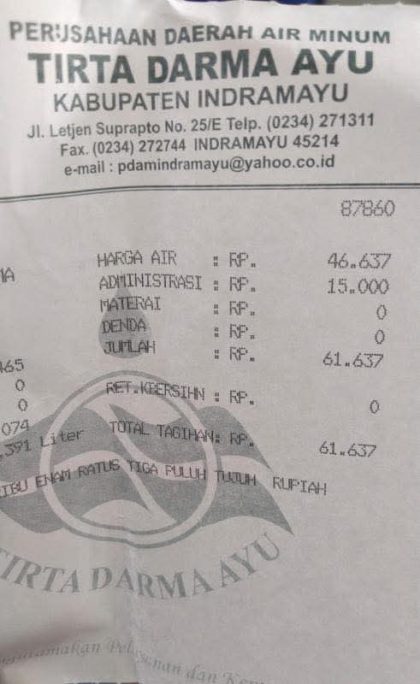 PERUSAHAAN DAERAH AIR MINUM
TIRTA DARMA AYU
KABUPATEN INDRAMAYU
Jl. Letjen Suprapto No. 25/E Telp. (0234) 271311
Fax. (0234) 272744 INDRAMAYU 45214
e-mail : pdamindramayu@yahoo.co.id
87860
HARGA AIR : RP. 46.637
ADMINISTRASI : RP. 15.000
MATERAI : RP. 0
DENDA : RP. 0
JUMLAH : RP. 61.637
465
0 RET.KBERSIHN : RP. 0
0
074
.391 Liter TOTAL TAGIHAN: RP. 61.637
IBU ENAM RATUS TIGA PULUH TUJUH RUPIAH
TIRTA DARMA AYU
dan